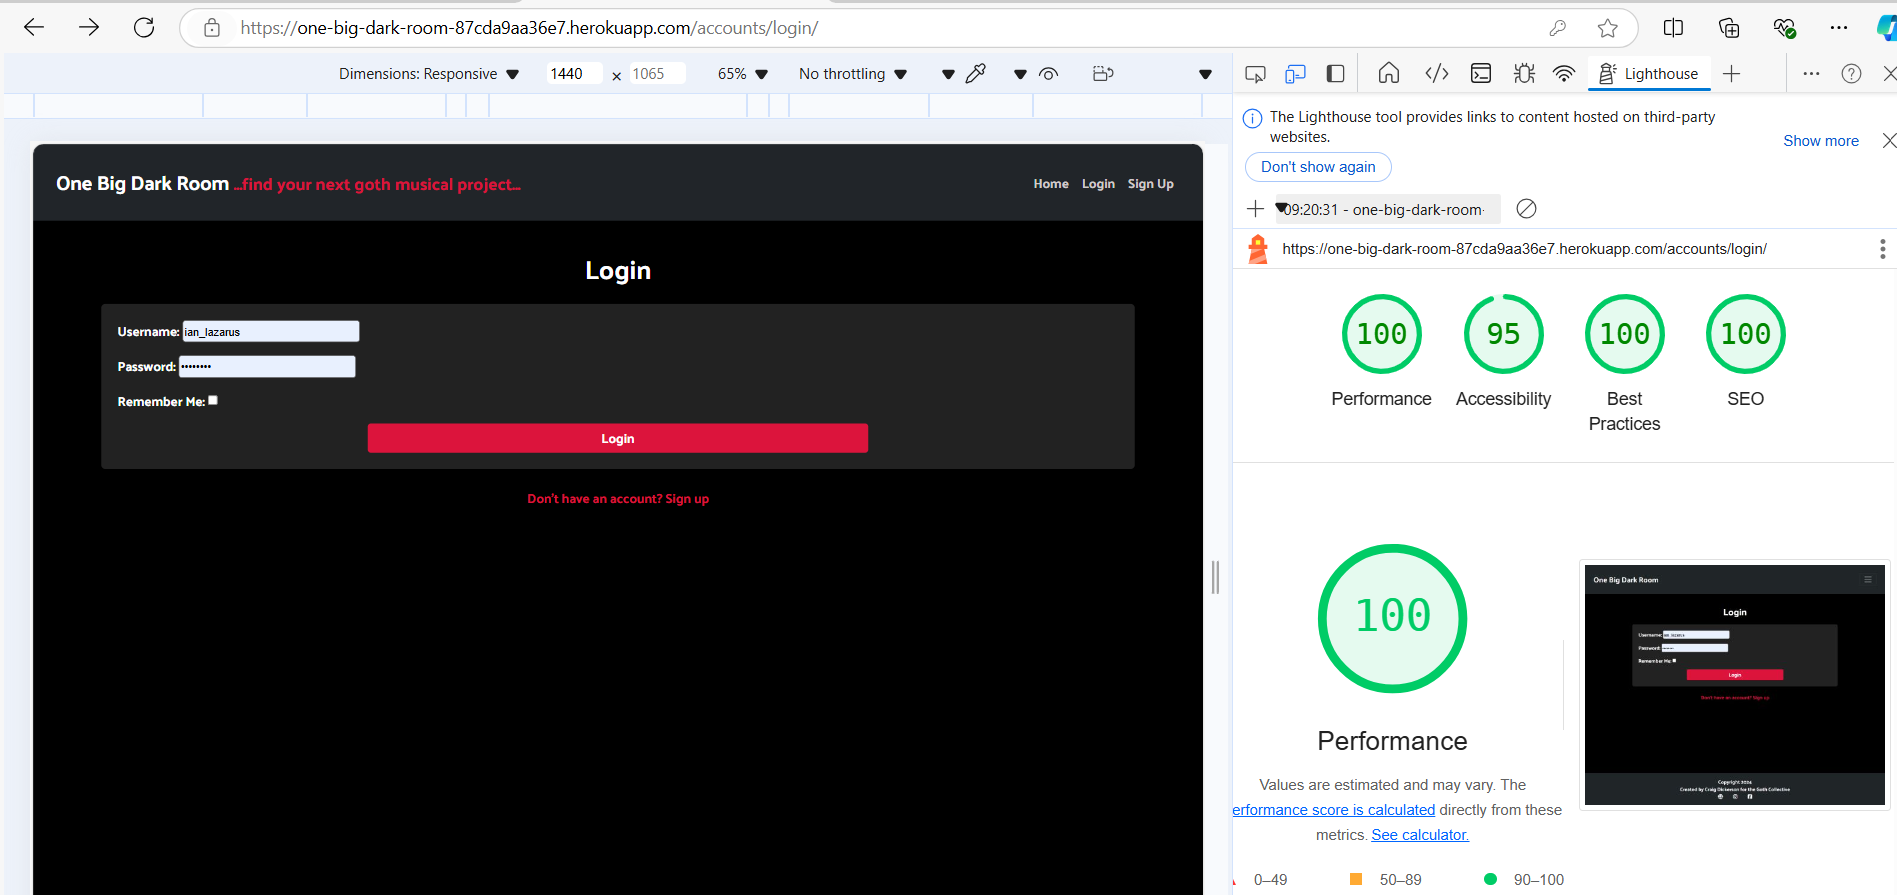 https://one-big-dark-room-87cda9aa36e7.herokuapp.com/accounts/login/
Dimensions: Responsive 1440 × 1065 65% No throttling
Lighthouse
The Lighthouse tool provides links to content hosted on third-party
websites.
Show more
Don't show again
09:20:31 - one-big-dark-room-
https://one-big-dark-room-87cda9aa36e7.herokuapp.com/accounts/login/
One Big Dark Room ...find your next goth musical project...
Home Login Sign Up
Login
Username: ian_lazarus
Password: ••••••••
Remember Me:
Login
Don't have an account? Sign up
100 95 100 100
Performance Accessibility Best Practices SEO
100
Performance
Values are estimated and may vary. The
erformance score is calculated directly from these
metrics. See calculator.
0–49 50–89 90–100
One Big Dark Room
Login
Username: ian_lazarus
Password: ••••••••
Remember Me:
Login
Don't have an account? Sign up
Copyright 2024
Created by Craig Dickenson for the Goth Collective